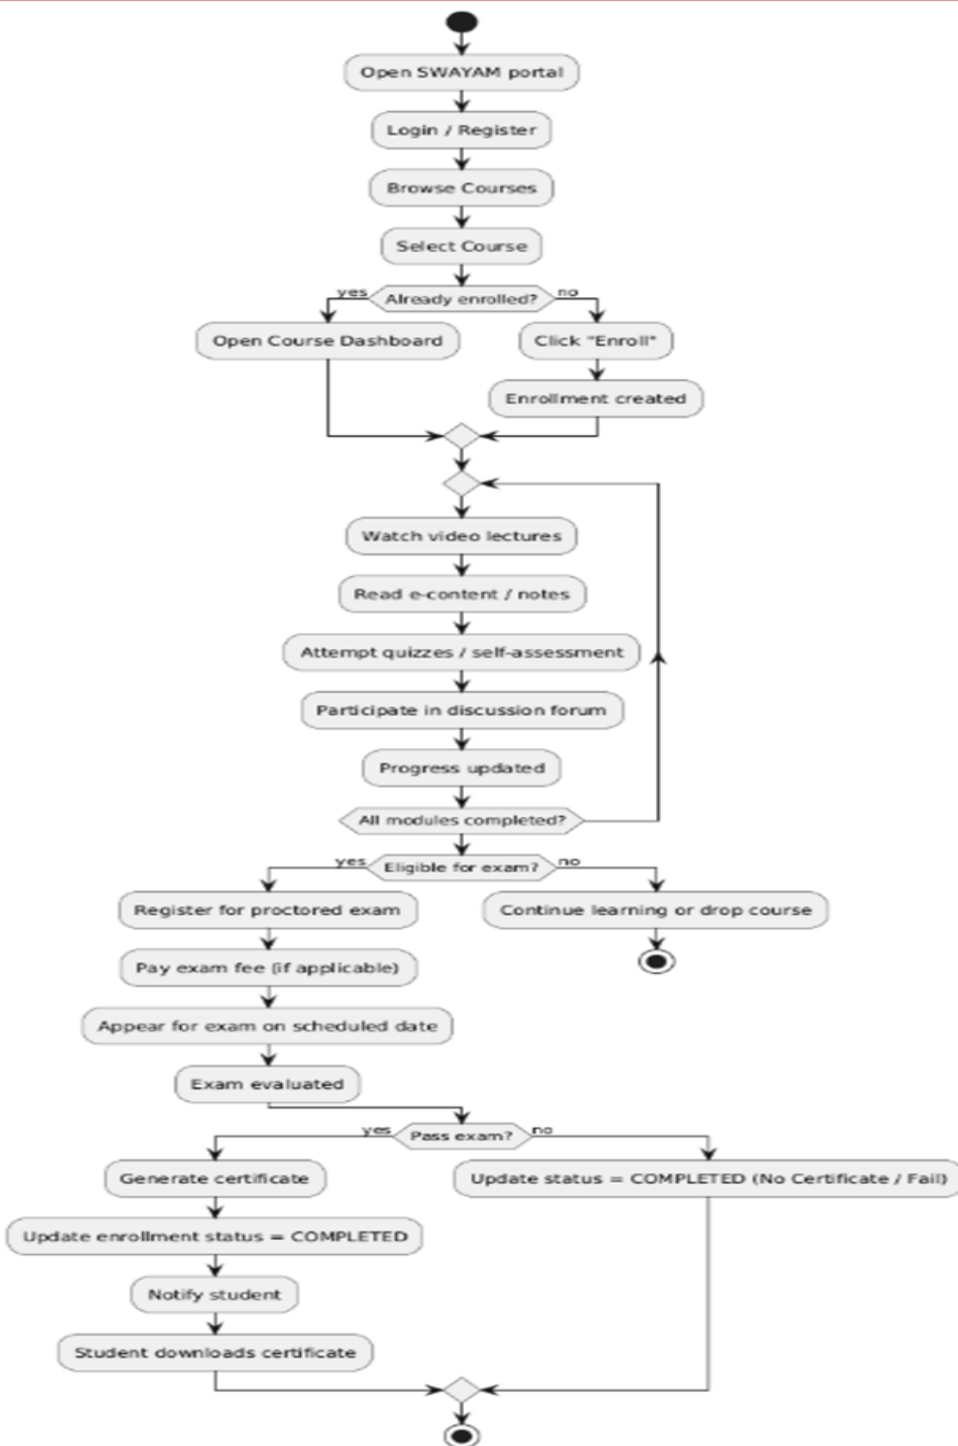 Open SWAYAM portal
Login / Register
Browse Courses
Select Course
yes
Already enrolled?
no
Open Course Dashboard
Click "Enroll"
Enrollment created
Watch video lectures
Read e-content / notes
Attempt quizzes / self-assessment
Participate in discussion forum
Progress updated
All modules completed?
yes
Eligible for exam?
no
Register for proctored exam
Continue learning or drop course
Pay exam fee (if applicable)
Appear for exam on scheduled date
Exam evaluated
yes
Pass exam?
no
Generate certificate
Update status = COMPLETED (No Certificate / Fail)
Update enrollment status = COMPLETED
Notify student
Student downloads certificate